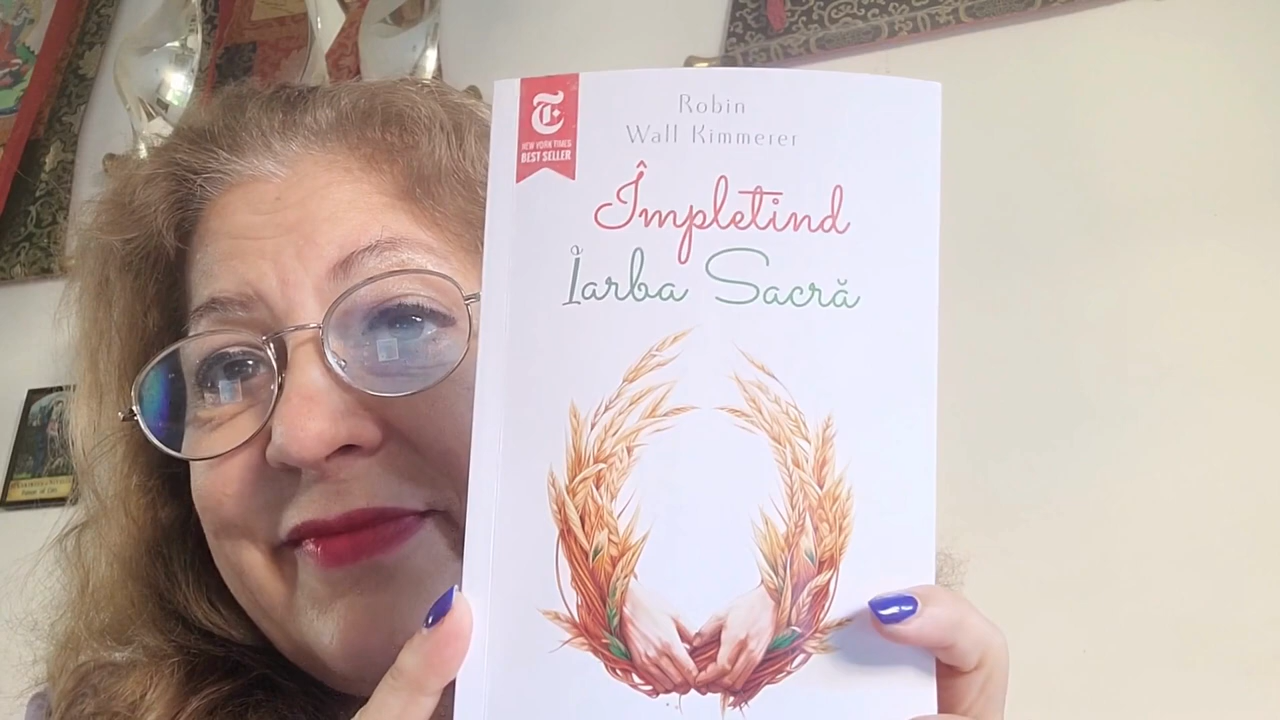 NEW YORK TIMES
BEST SELLER
Robin
Wall Kimmerer
Împletind
Iarba Sacră